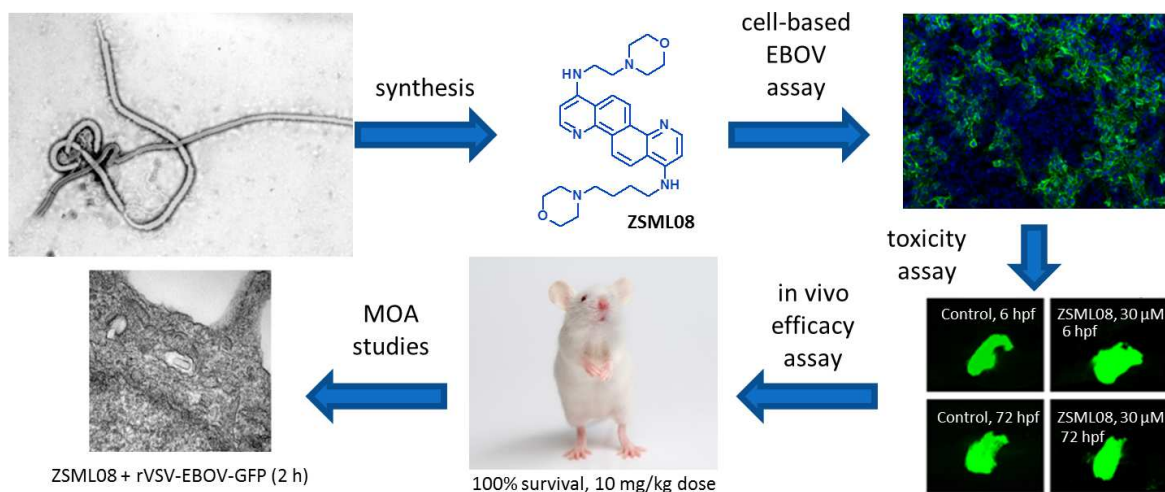 synthesis
O
N
HN
N
N
NH
N
O
ZSML08
cell-based
EBOV
assay
toxicity
assay
Control, 6 hpf
ZSML08, 30 µM
6 hpf
Control, 72 hpf
ZSML08, 30 µM
72 hpf
in vivo
efficacy
assay
100% survival, 10 mg/kg dose
MOA
studies
ZSML08 + rVSV-EBOV-GFP (2 h)